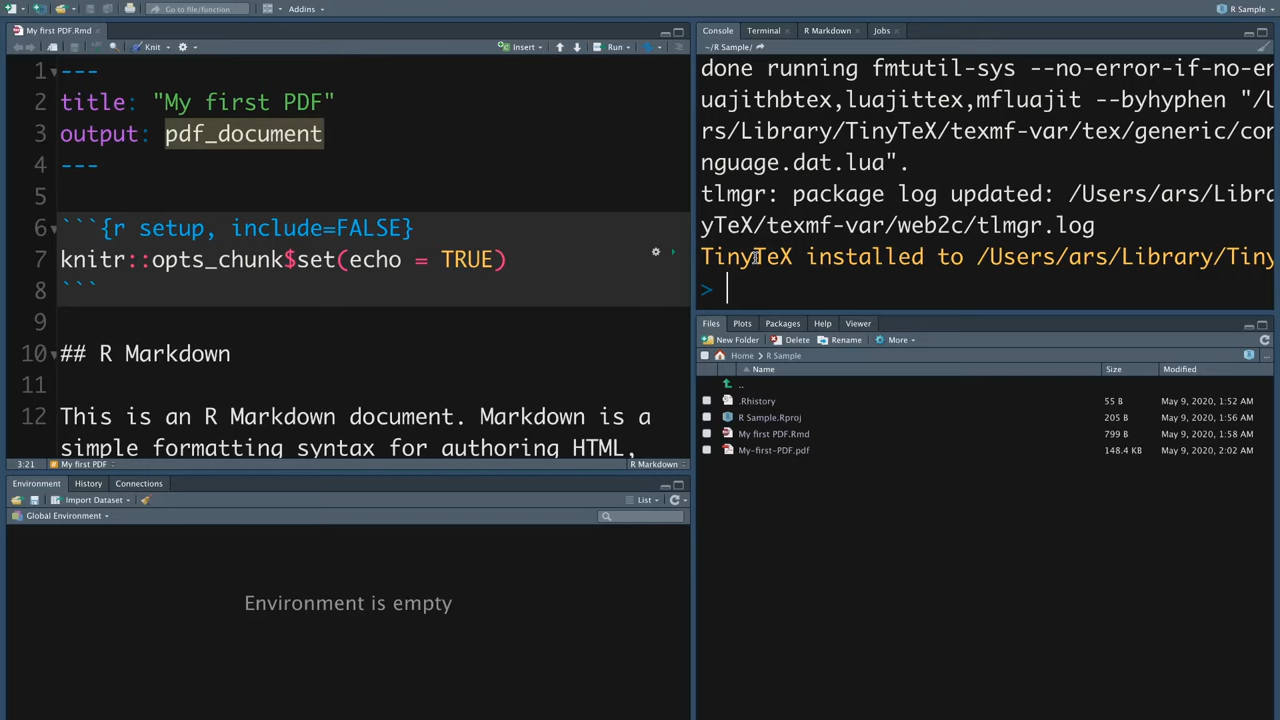 Go to file/function
Addins
R Sample
My first PDF.Rmd
Knit
Insert
Run
1 ---
2 title: "My first PDF"
3 output: pdf_document
4 ---
5
6 ```{r setup, include=FALSE}
7 knitr::opts_chunk$set(echo = TRUE)
8 ```
9
10 ## R Markdown
11
12 This is an R Markdown document. Markdown is a
simple formatting syntax for authoring HTML,
3:21 # My first PDF R Markdown
Environment History Connections
Import Dataset List
Global Environment
Environment is empty
Console Terminal R Markdown Jobs
~/R Sample/
done running fmtutil-sys --no-error-if-no-er
uajithbtex,luajittex,mfluajit --byhyphen "/U
rs/Library/TinyTeX/texmf-var/tex/generic/con
nguage.dat.lua".
tlmgr: package log updated: /Users/ars/Libra
yTeX/texmf-var/web2c/tlmgr.log
TinyTeX installed to /Users/ars/Library/Tiny
>
Files Plots Packages Help Viewer
New Folder Delete Rename More
Home R Sample
Name Size Modified
..
.Rhistory 55 B May 9, 2020, 1:52 AM
R Sample.Rproj 205 B May 9, 2020, 1:56 AM
My first PDF.Rmd 799 B May 9, 2020, 1:58 AM
My-first-PDF.pdf 148.4 KB May 9, 2020, 2:02 AM